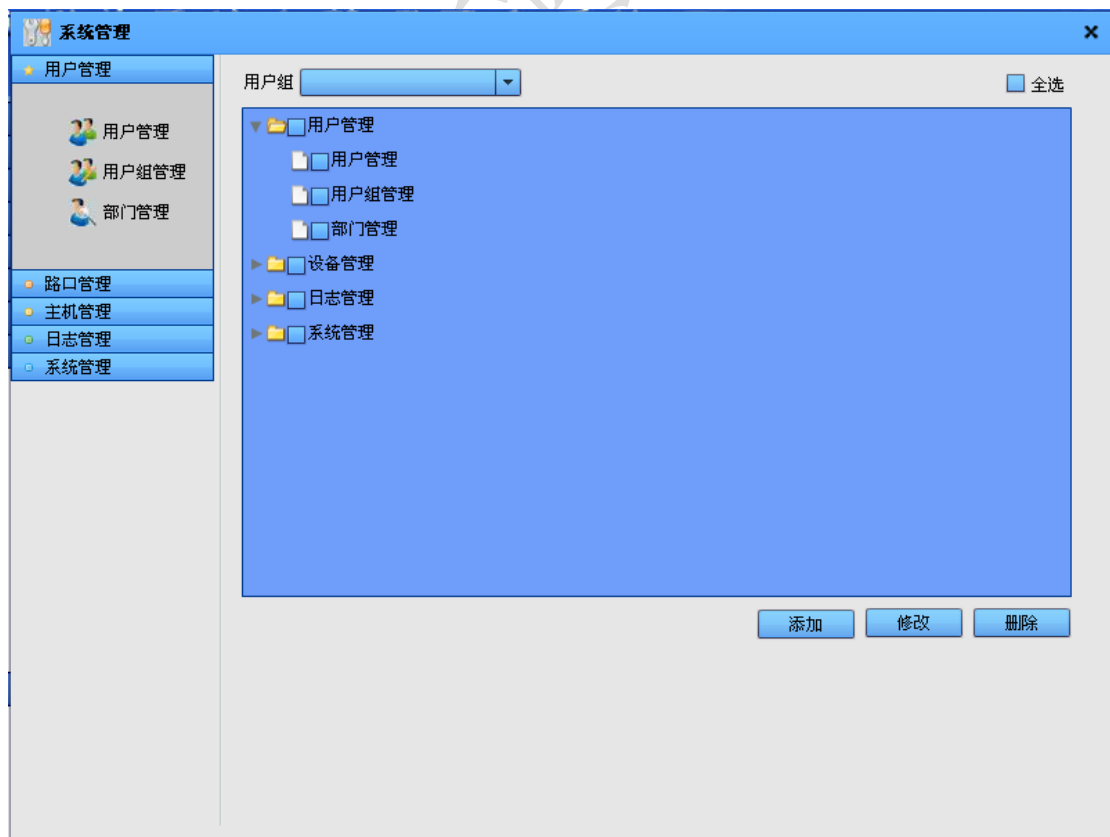 系统管理
用户管理
用户管理
用户组管理
部门管理
路口管理
主机管理
日志管理
系统管理
用户组
全选
用户管理
用户管理
用户组管理
部门管理
设备管理
日志管理
系统管理
添加
修改
删除